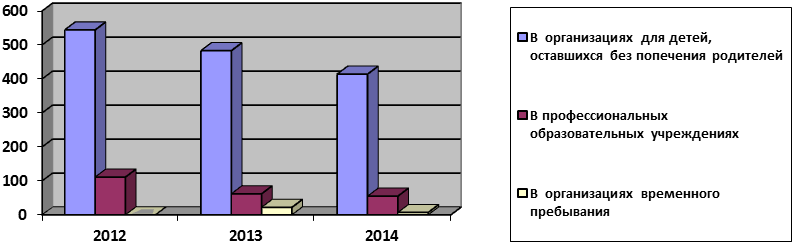 600
500
400
300
200
100
0
2012 2013 2014
В организациях для детей,
оставшихся без попечения родителей
В профессиональных
образовательных учреждениях
В организациях временного
пребывания